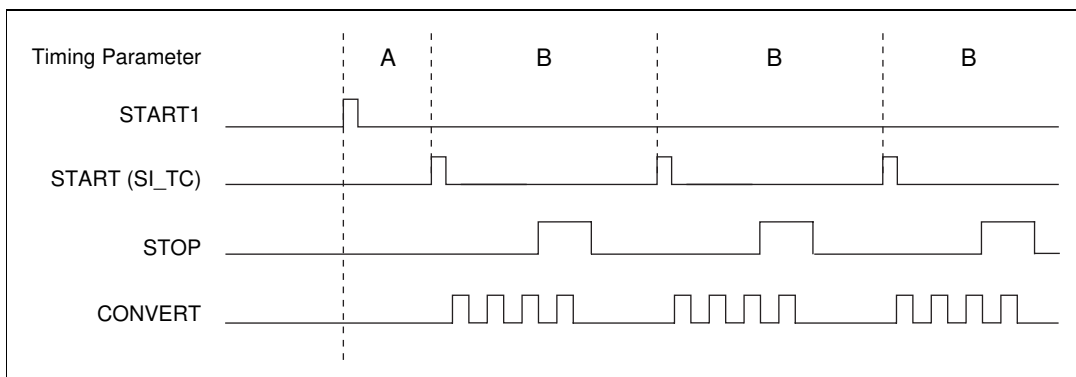 Timing Parameter A B B B
START1
START (SI_TC)
STOP
CONVERT